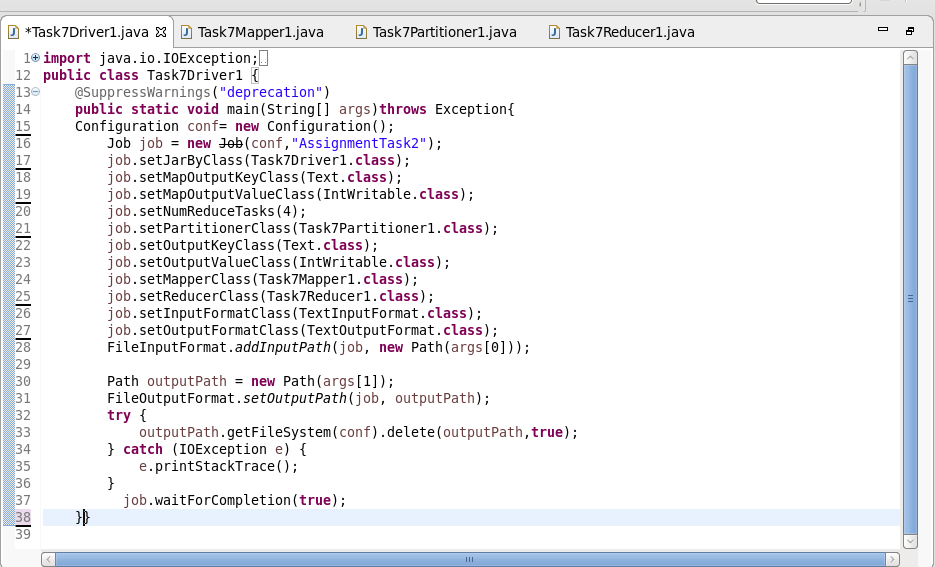 *Task7Driver1.java Task7Mapper1.java Task7Partitioner1.java Task7Reducer1.java
1 import java.io.IOException;
12 public class Task7Driver1 {
13 @SuppressWarnings("deprecation")
14 public static void main(String[] args)throws Exception{
15 Configuration conf= new Configuration();
16 Job job = new Job(conf,"AssignmentTask2");
17 job.setJarByClass(Task7Driver1.class);
18 job.setMapOutputKeyClass(Text.class);
19 job.setMapOutputValueClass(IntWritable.class);
20 job.setNumReduceTasks(4);
21 job.setPartitionerClass(Task7Partitioner1.class);
22 job.setOutputKeyClass(Text.class);
23 job.setOutputValueClass(IntWritable.class);
24 job.setMapperClass(Task7Mapper1.class);
25 job.setReducerClass(Task7Reducer1.class);
26 job.setInputFormatClass(TextInputFormat.class);
27 job.setOutputFormatClass(TextOutputFormat.class);
28 FileInputFormat.addInputPath(job, new Path(args[0]));
29
30 Path outputPath = new Path(args[1]);
31 FileOutputFormat.setOutputPath(job, outputPath);
32 try {
33 outputPath.getFileSystem(conf).delete(outputPath,true);
34 } catch (IOException e) {
35 e.printStackTrace();
36 }
37 job.waitForCompletion(true);
38 }}
39